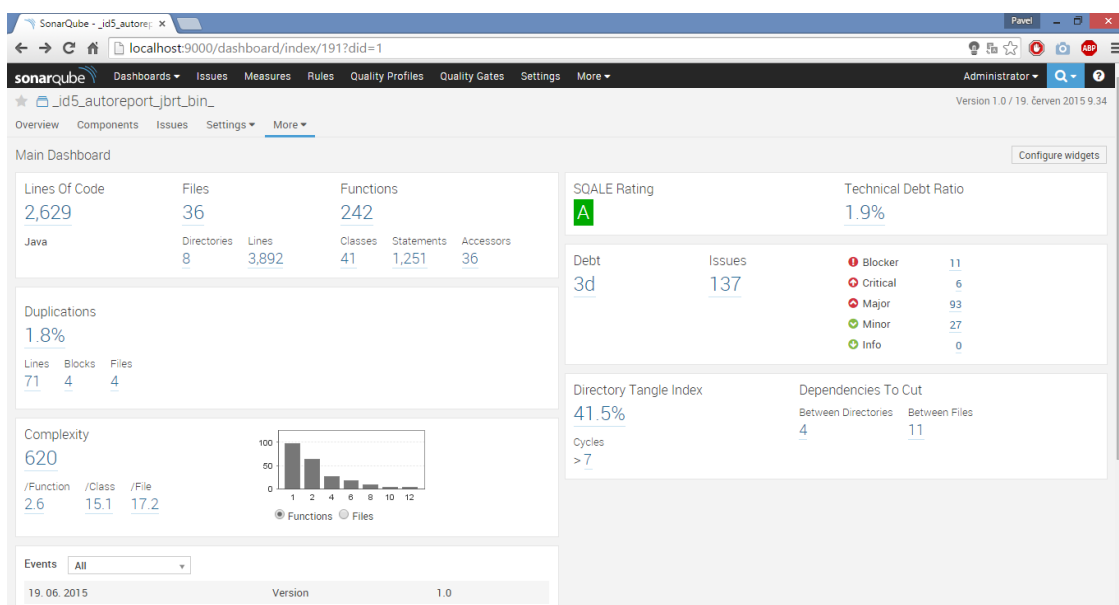 SonarQube - _id5_autorep
Pavel
localhost:9000/dashboard/index/191?did=1
ABP
sonarqube Dashboards Issues Measures Rules Quality Profiles Quality Gates Settings More Administrator ?
_id5_autoreport_jbrt_bin_
Version 1.0 / 19. červen 2015 9.34
Overview Components Issues Settings More
Main Dashboard
Configure widgets
Lines Of Code Files Functions
2,629 36 242
Java
Directories Lines Classes Statements Accessors
8 3,892 41 1,251 36
Duplications
1.8%
Lines Blocks Files
71 4 4
Complexity
620
/Function /Class /File
2.6 15.1 17.2
100
50
0
1 2 4 6 8 10 12
Functions Files
Events All
19. 06. 2015 Version 1.0
SQALE Rating Technical Debt Ratio
A 1.9%
Debt Issues
3d 137
Blocker 11
Critical 6
Major 93
Minor 27
Info 0
Directory Tangle Index Dependencies To Cut
41.5%
Between Directories Between Files
4 11
Cycles
> 7